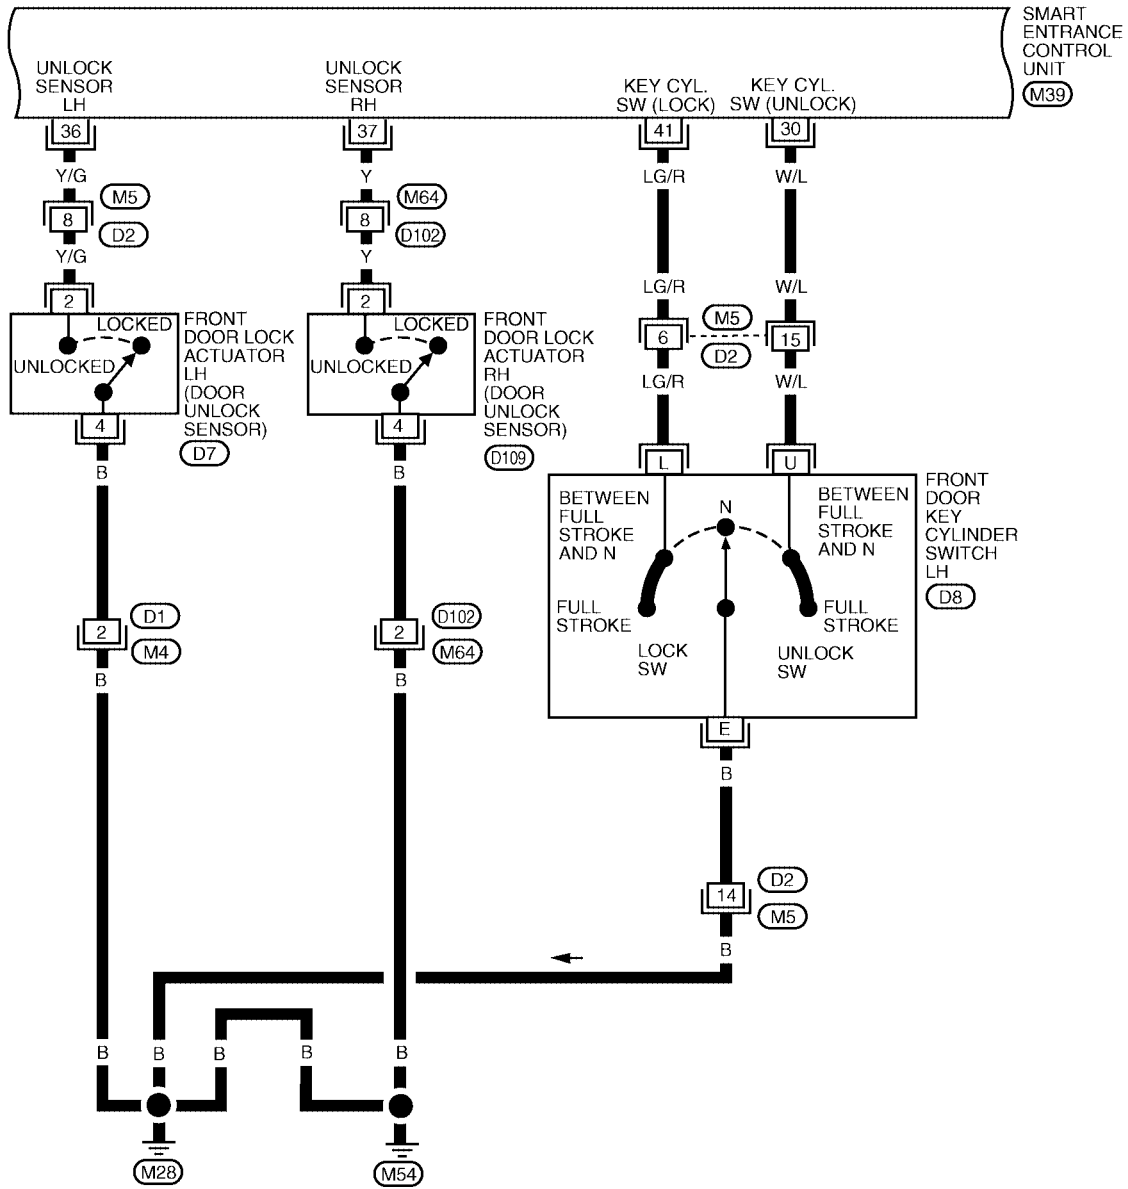 SMART
ENTRANCE
CONTROL
UNIT
M39
UNLOCK
SENSOR
LH
UNLOCK
SENSOR
RH
KEY CYL.
SW (LOCK)
KEY CYL.
SW (UNLOCK)
36
37
41
30
Y/G
Y
LG/R
W/L
M5
8
D2
M64
8
D102
Y/G
Y
LG/R
W/L
2
2
6
M5
D2
15
LG/R
W/L
LOCKED
UNLOCKED
FRONT
DOOR LOCK
ACTUATOR
LH
(DOOR
UNLOCK
SENSOR)
D7
LOCKED
UNLOCKED
FRONT
DOOR LOCK
ACTUATOR
RH
(DOOR
UNLOCK
SENSOR)
D109
4
4
B
B
L
U
BETWEEN
FULL
STROKE
AND N
N
BETWEEN
FULL
STROKE
AND N
FULL
STROKE
FULL
STROKE
LOCK
SW
UNLOCK
SW
FRONT
DOOR
KEY
CYLINDER
SWITCH
LH
D8
2
D1
M4
2
D102
M64
B
B
E
B
14
D2
M5
B
B
B
B
B
B
M28
M54